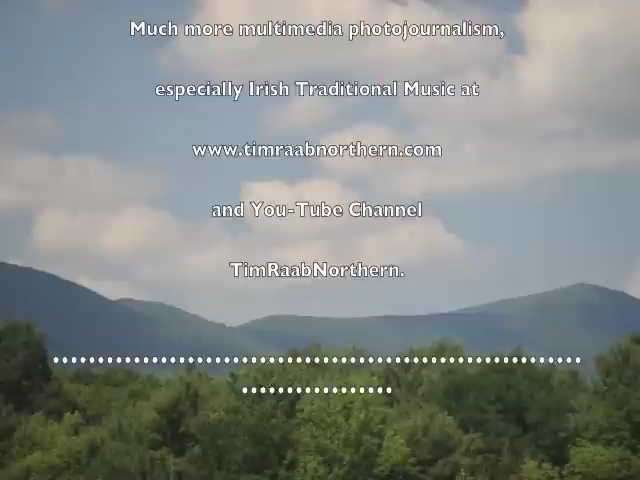 Much more multimedia photojournalism,
especially Irish Traditional Music at
www.timraabnorthern.com
and You-Tube Channel
TimRaabNorthern.
...........................................................
.................